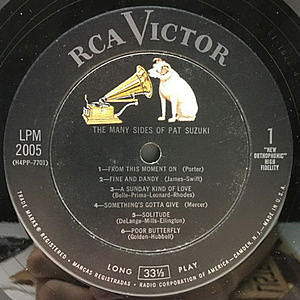 RCA VICTOR
THE MANY SIDES OF PAT SUZUKI
LPM
2005
(H4PP-7701)
1
"NEW
ORTHOPHONIC"
HIGH
FIDELITY
1—FROM THIS MOMENT ON (Porter)
2—FINE AND DANDY (James-Swift)
3—A SUNDAY KIND OF LOVE
(Belle-Prima-Leonard-Rhodes)
4—SOMETHING'S GOTTA GIVE (Mercer)
5—SOLITUDE
(DeLange-Mills-Ellington)
6—POOR BUTTERFLY
(Golden-Hubbell)
LONG 33⅓ PLAY
TRADE MARKS ® REGISTERED • MARCAS REGISTRADAS • RADIO CORPORATION OF AMERICA—CAMDEN, N.J.—MADE IN U.S.A.